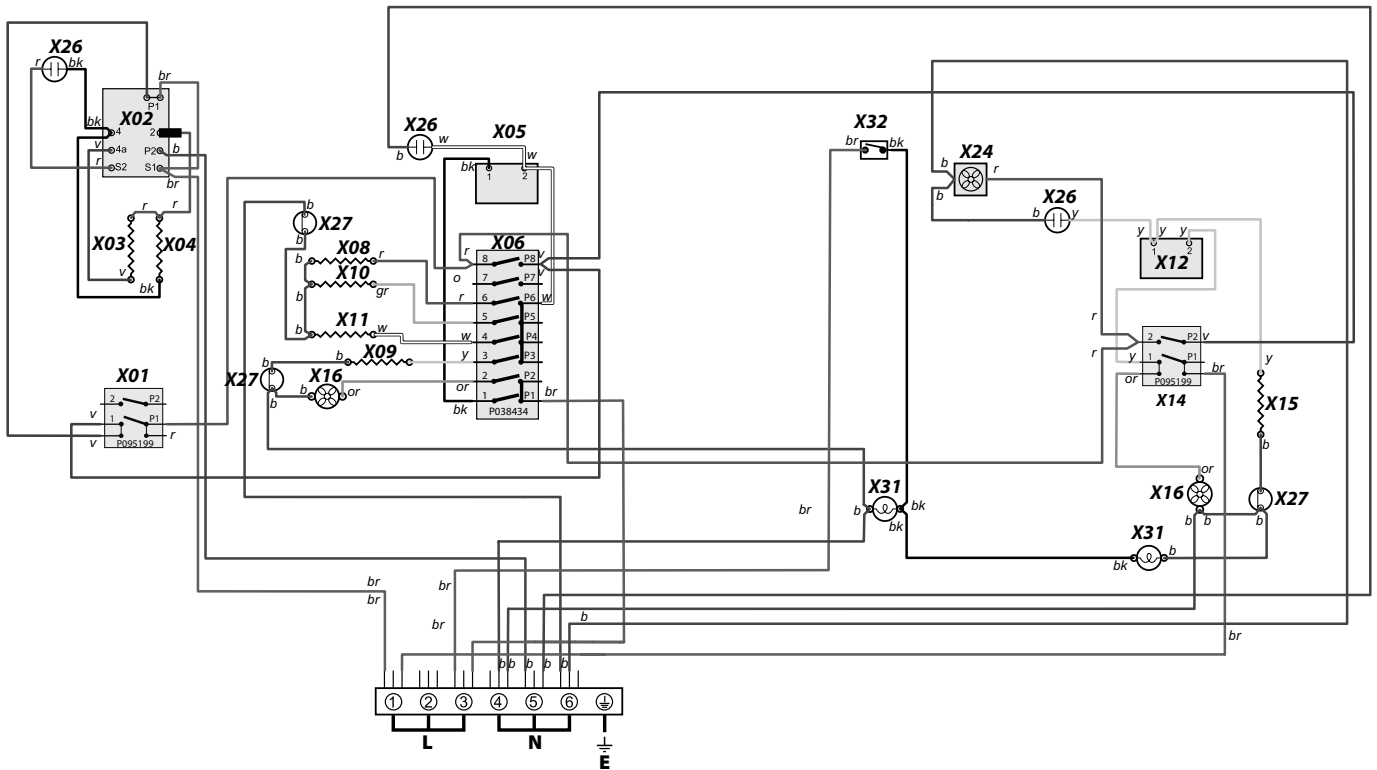 X26
r
bk
br
P1
X02
bk
4
2
v
4a
P2
b
r
S2
S1
br
r
r
X03
X04
v
bk
X01
2
P2
v
1
P1
v
r
P095199
X26
b
w
X05
w
bk
1
2
b
X27
b
X06
X08
b
r
r
8
P8
v
v
X10
o
7
P7
b
gr
r
6
P6
w
5
P5
X11
b
w
w
4
P4
X09
b
b
y
3
P3
X27
X16
b
or
or
2
P2
b
bk
1
P1
br
P038434
X32
br
bk
X24
b
r
b
X26
b
y
y
y
y
1
2
X12
r
2
P2
v
r
y
1
P1
or
br
P095199
X14
y
X15
b
X31
b
bk
bk
br
or
X16
X27
b
b
b
X31
bk
b
br
br
br
br
b
br
b
b
b
b
b
1
2
3
4
5
6
L
N
E